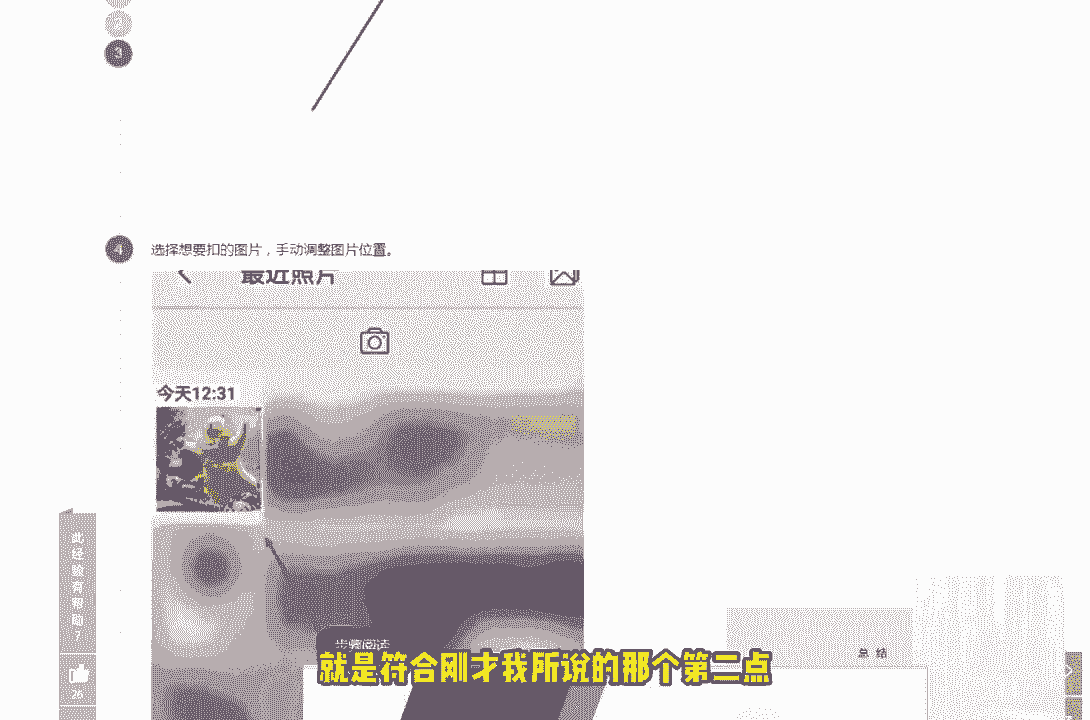 3
4 选择想要扣的图片，手动调整图片位置。
最近照片
今天12:31
此经验有帮助？
26
步骤阅读
总结
就是符合刚才我所说的那个第二点